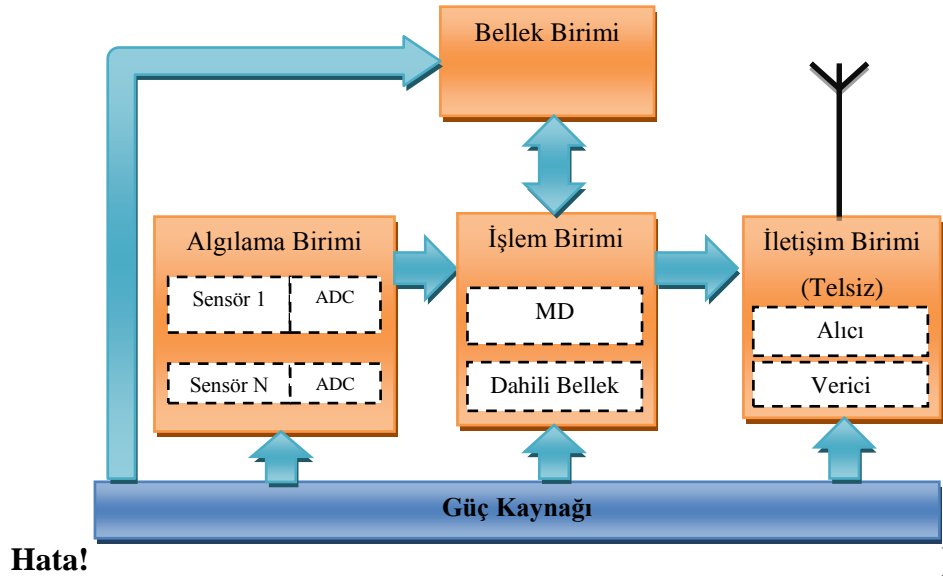 Bellek Birimi
Algılama Birimi
Sensör 1
ADC
Sensör N
ADC
İşlem Birimi
MD
Dahili Bellek
İletişim Birimi
(Telsiz)
Alıcı
Verici
Güç Kaynağı
Hata!